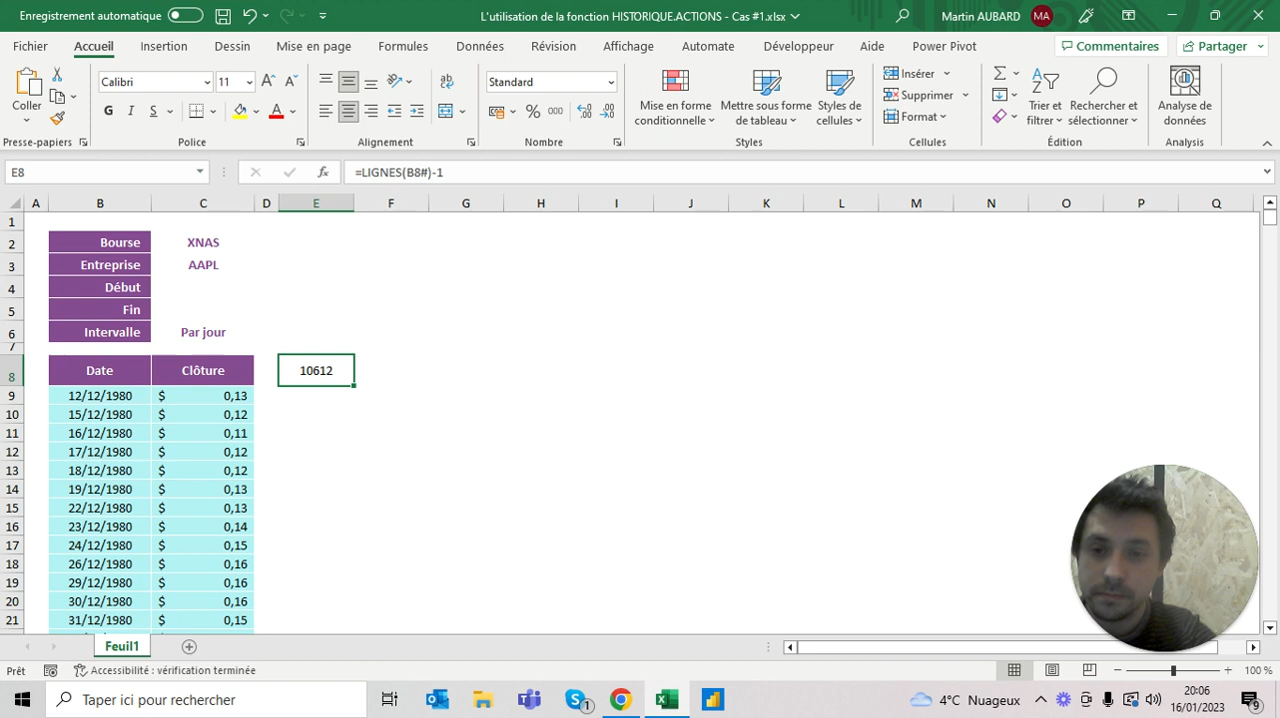 Enregistrement automatique L'utilisation de la fonction HISTORIQUE.ACTIONS - Cas #1.xlsx Martin AUBARD MA
Fichier Accueil Insertion Dessin Mise en page Formules Données Révision Affichage Automate Développeur Aide Power Pivot Commentaires Partager
Coller
Calibri 11
G I S
Standard
% 000
Mise en forme conditionnelle
Mettre sous forme de tableau
Styles de cellules
Insérer
Supprimer
Format
Trier et filtrer
Rechercher et sélectionner
Analyse de données
Presse-papiers Police Alignement Nombre Styles Cellules Édition Analysis
E8 fx =LIGNES(B8#)-1
A B C D E F G H I J K L M N O P Q
1
2 Bourse XNAS
3 Entreprise AAPL
4 Début
5 Fin
6 Intervalle Par jour
7
8 Date Clôture 10612
9 12/12/1980 $ 0,13
10 15/12/1980 $ 0,12
11 16/12/1980 $ 0,11
12 17/12/1980 $ 0,12
13 18/12/1980 $ 0,12
14 19/12/1980 $ 0,13
15 22/12/1980 $ 0,13
16 23/12/1980 $ 0,14
17 24/12/1980 $ 0,15
18 26/12/1980 $ 0,16
19 29/12/1980 $ 0,16
20 30/12/1980 $ 0,16
21 31/12/1980 $ 0,15
Feuil1
Prêt Accessibilité : vérification terminée 100 %
Taper ici pour rechercher 1 4°C Nuageux 20:06
16/01/2023 9